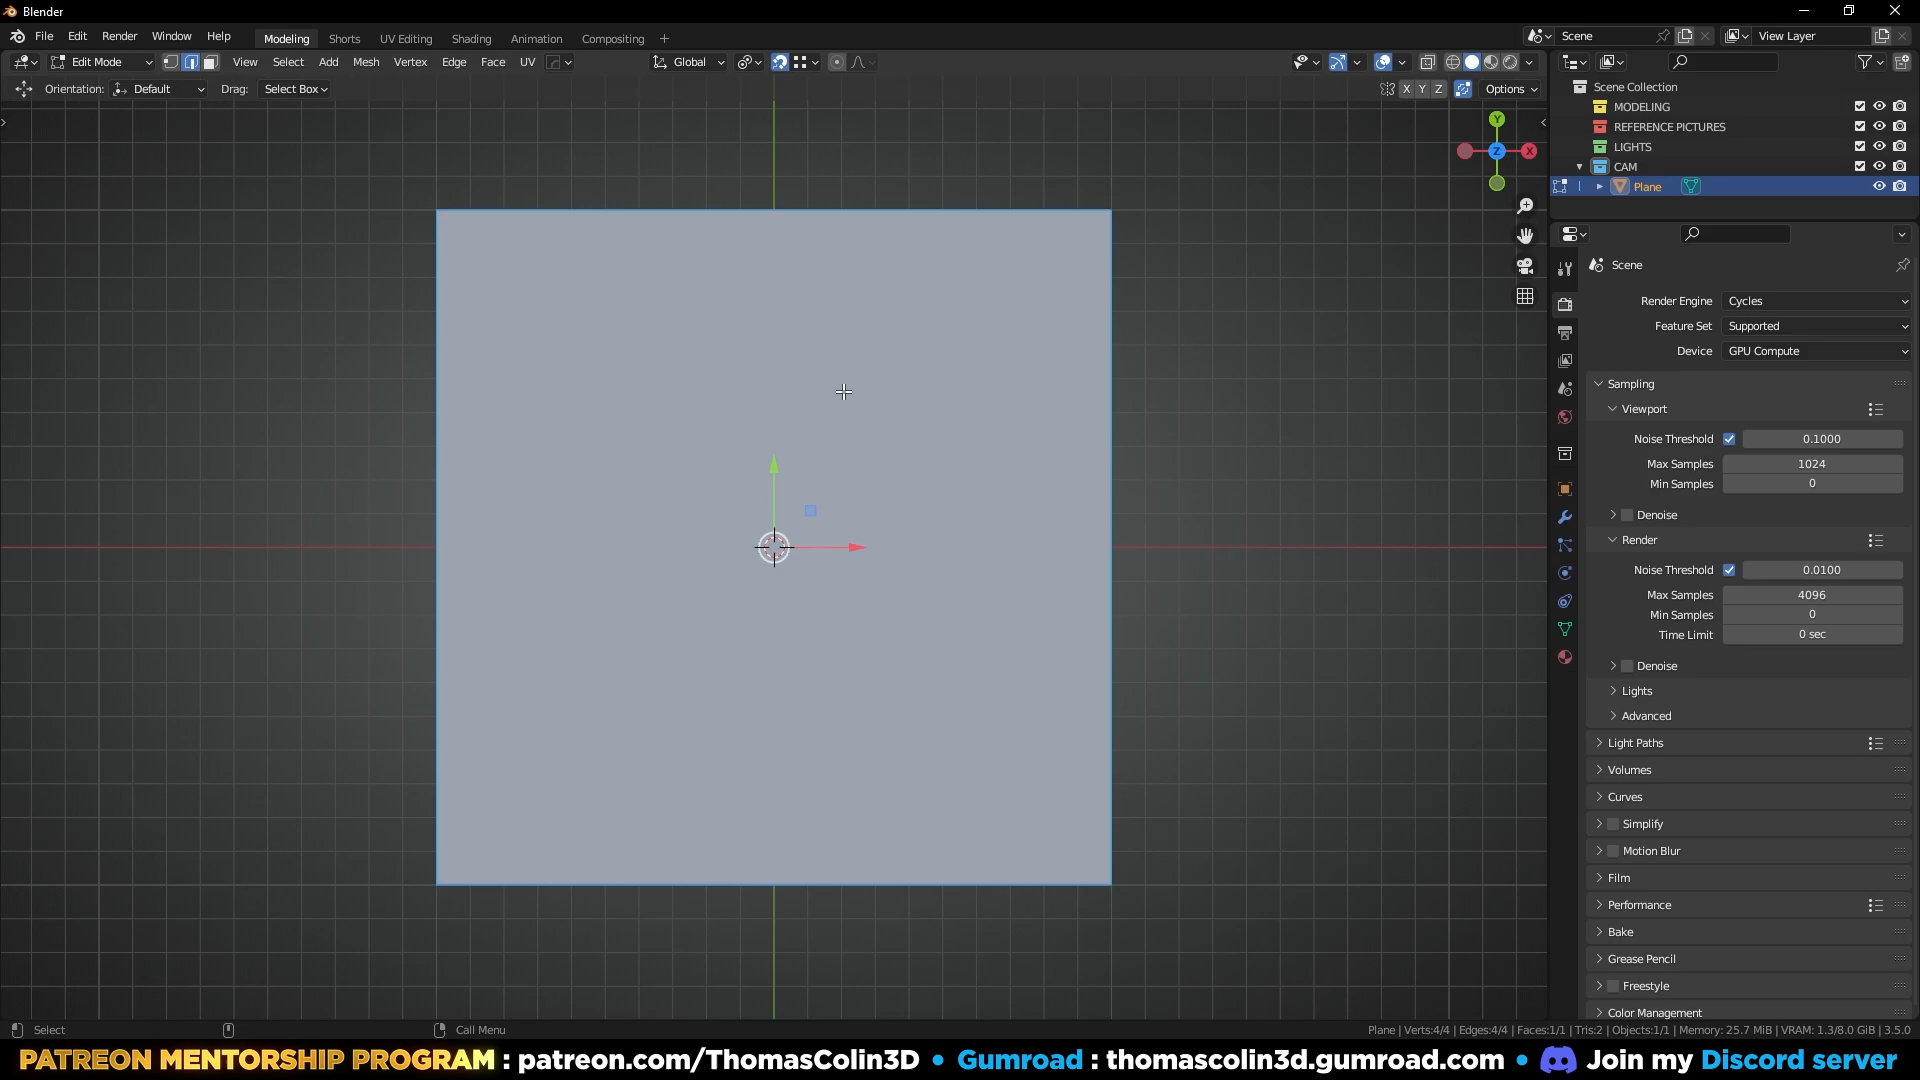 Blender
File Edit Render Window Help Modeling Shorts UV Editing Shading Animation Compositing + Scene View Layer
Edit Mode View Select Add Mesh Vertex Edge Face UV Global
Orientation: Default Drag: Select Box X Y Z Options
Scene Collection
MODELING
REFERENCE PICTURES
LIGHTS
CAM
Plane
Y
Z X
Scene
Render Engine Cycles
Feature Set Supported
Device GPU Compute
Sampling
Viewport
Noise Threshold 0.1000
Max Samples 1024
Min Samples 0
Denoise
Render
Noise Threshold 0.0100
Max Samples 4096
Min Samples 0
Time Limit 0 sec
Denoise
Lights
Advanced
Light Paths
Volumes
Curves
Simplify
Motion Blur
Film
Performance
Bake
Grease Pencil
Freestyle
Color Management
Select Call Menu Plane | Verts:4/4 | Edges:4/4 | Faces:1/1 | Tris:2 | Objects:1/1 | Memory: 25.7 MiB | VRAM: 1.3/8.0 GiB | 3.5.0
PATREON MENTORSHIP PROGRAM : patreon.com/ThomasColin3D • Gumroad : thomascolin3d.gumroad.com • Join my Discord server